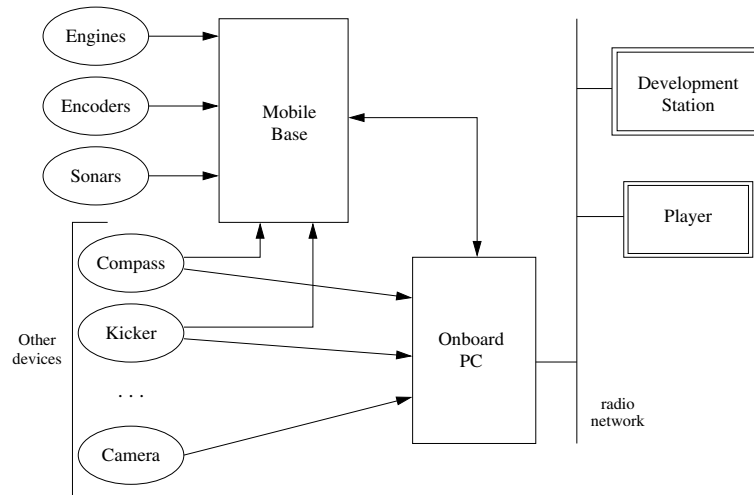 Engines
Encoders
Sonars
Mobile
Base
Development
Station
Player
Compass
Kicker
. . .
Camera
Other
devices
Onboard
PC
radio
network